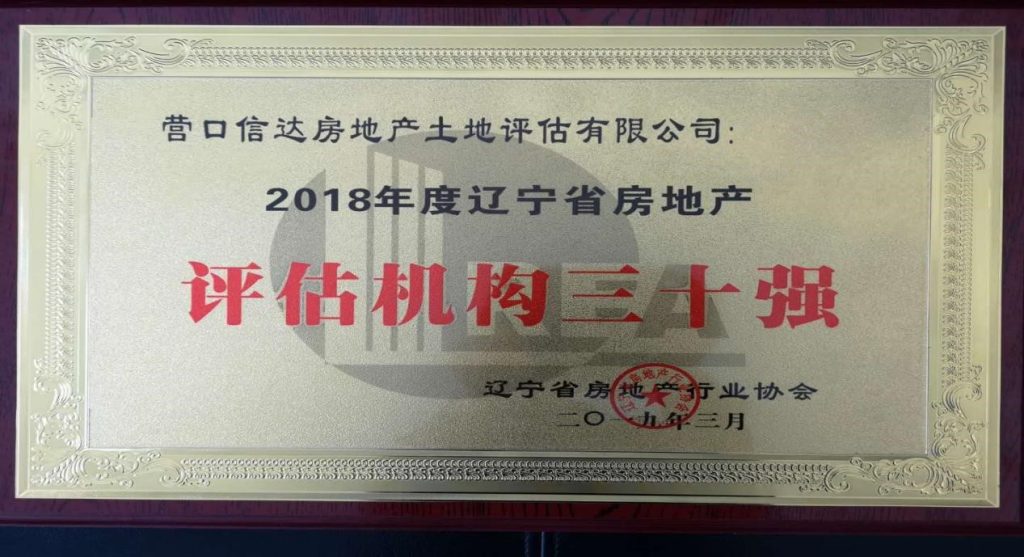 营口信达房地产土地评估有限公司:
2018年度辽宁省房地产
评估机构三十强
REA
辽宁省房地产行业协会
二〇一九年三月